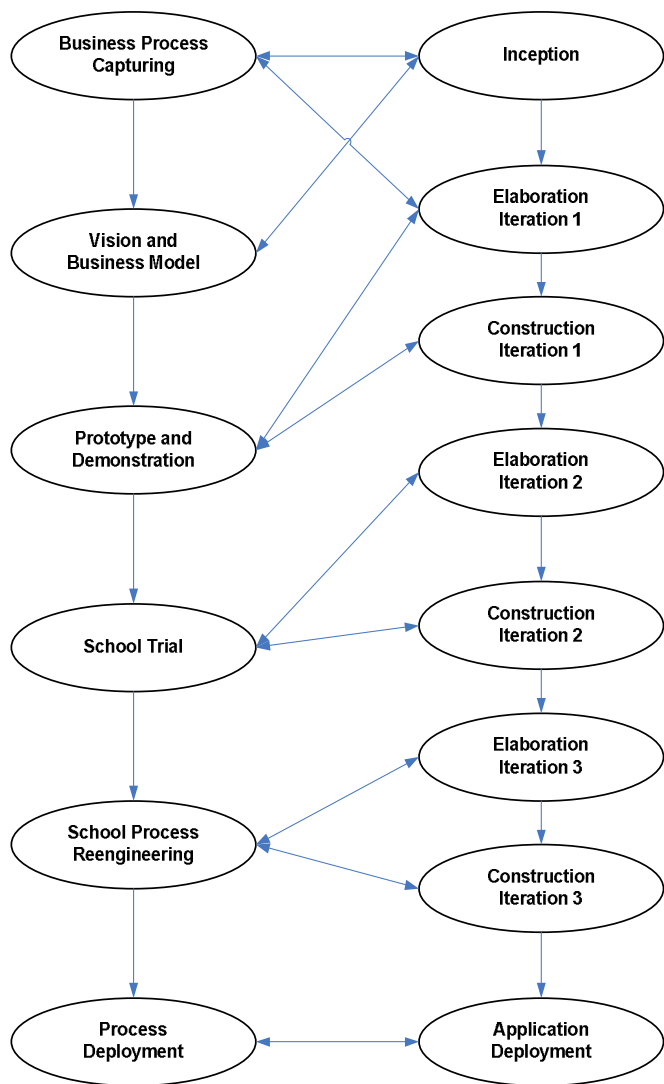 Business Process
Capturing
Inception
Elaboration
Iteration 1
Vision and
Business Model
Construction
Iteration 1
Prototype and
Demonstration
Elaboration
Iteration 2
School Trial
Construction
Iteration 2
Elaboration
Iteration 3
School Process
Reengineering
Construction
Iteration 3
Process
Deployment
Application
Deployment